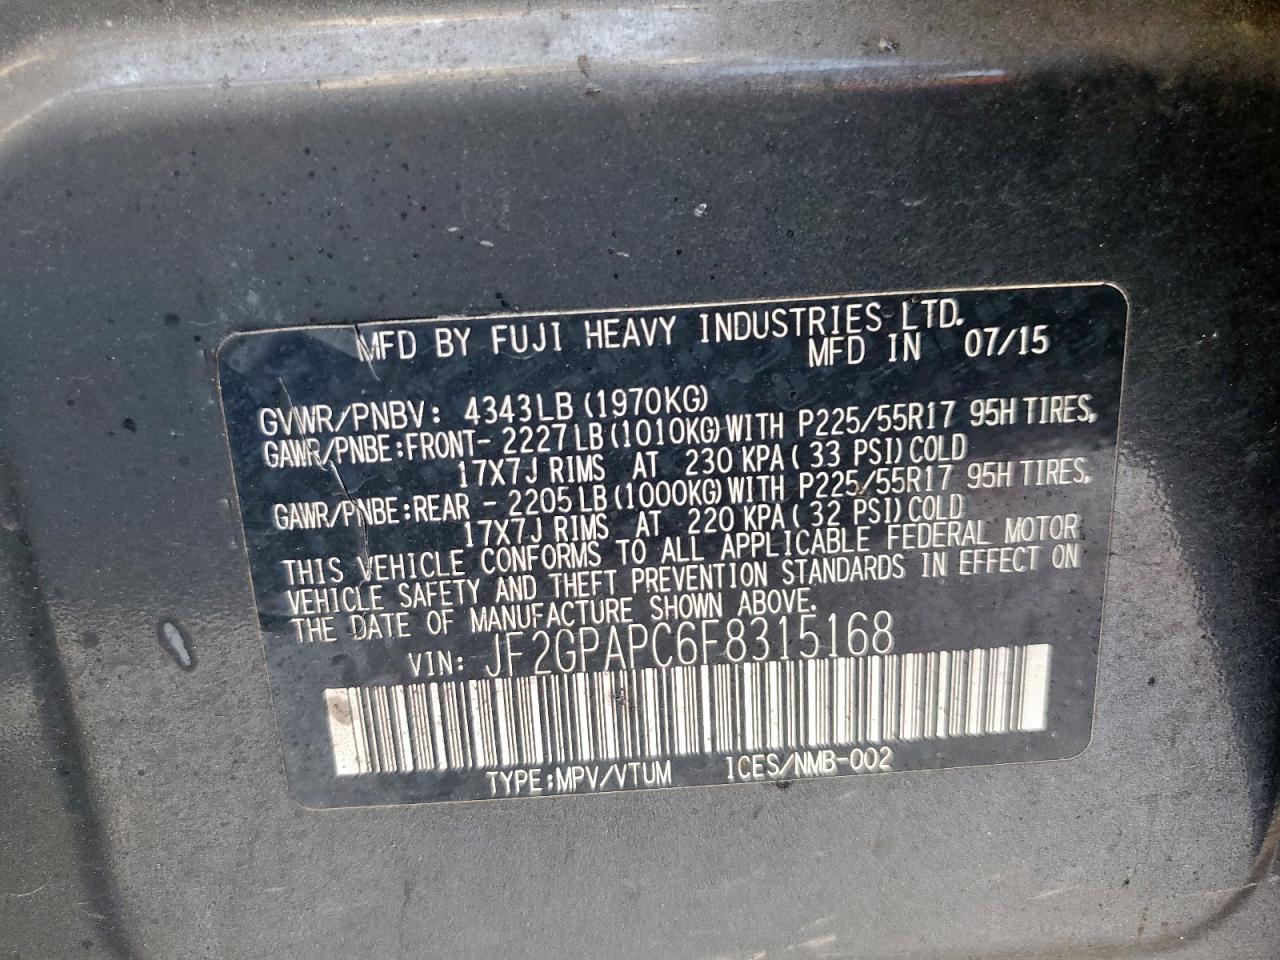 MFD BY FUJI HEAVY INDUSTRIES LTD.
MFD IN 07/15
GVWR/PNBV: 4343LB (1970KG)
GAWR/PNBE:FRONT- 2227LB(1010KG)WITH P225/55R17 95H TIRES,
17X7J RIMS AT 230 KPA( 33 PSI)COLD
GAWR/PNBE:REAR - 2205LB(1000KG)WITH P225/55R17 95H TIRES,
17X7J RIMS AT 220 KPA( 32 PSI)COLD
THIS VEHICLE CONFORMS TO ALL APPLICABLE FEDERAL MOTOR
VEHICLE SAFETY AND THEFT PREVENTION STANDARDS IN EFFECT ON
THE DATE OF MANUFACTURE SHOWN ABOVE.
VIN: JF2GPAPC6F8315168
TYPE:MPV/VTUM ICES/NMB-002